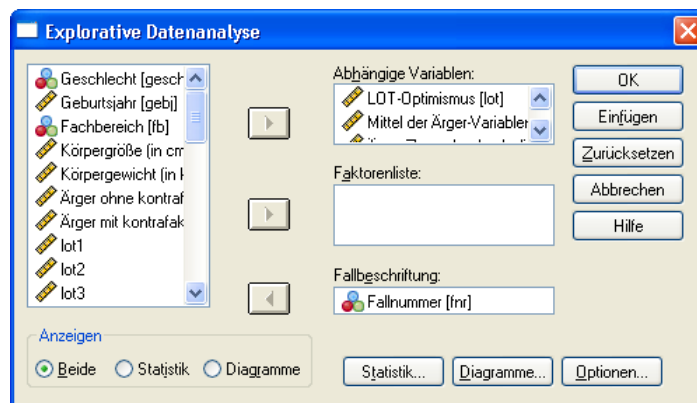 Explorative Datenanalyse
Geschlecht [gesch
Geburtsjahr [gebj]
Fachbereich [fb]
Körpergröße (in cm
Körpergewicht (in k
Ärger ohne kontraf
Ärger mit kontrafak
lot1
lot2
lot3
Abhängige Variablen:
LOT-Optimismus [lot]
Mittel der Ärger-Variablen
Faktorenliste:
Fallbeschriftung:
Fallnummer [fnr]
OK
Einfügen
Zurücksetzen
Abbrechen
Hilfe
Anzeigen
Beide
Statistik
Diagramme
Statistik...
Diagramme...
Optionen...